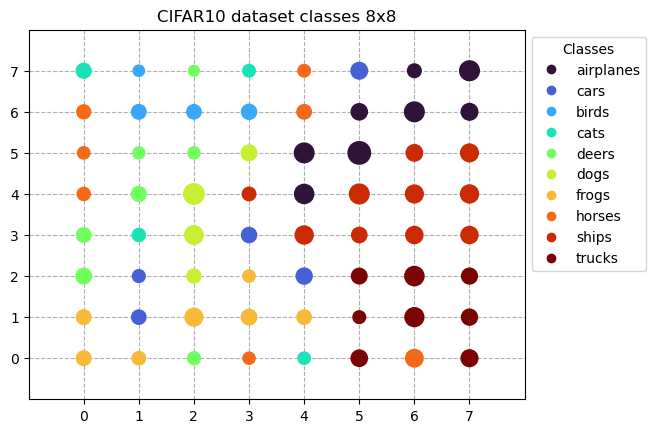 CIFAR10 dataset classes 8x8
7
6
5
4
3
2
1
0
0 1 2 3 4 5 6 7
Classes
airplanes
cars
birds
cats
deers
dogs
frogs
horses
ships
trucks